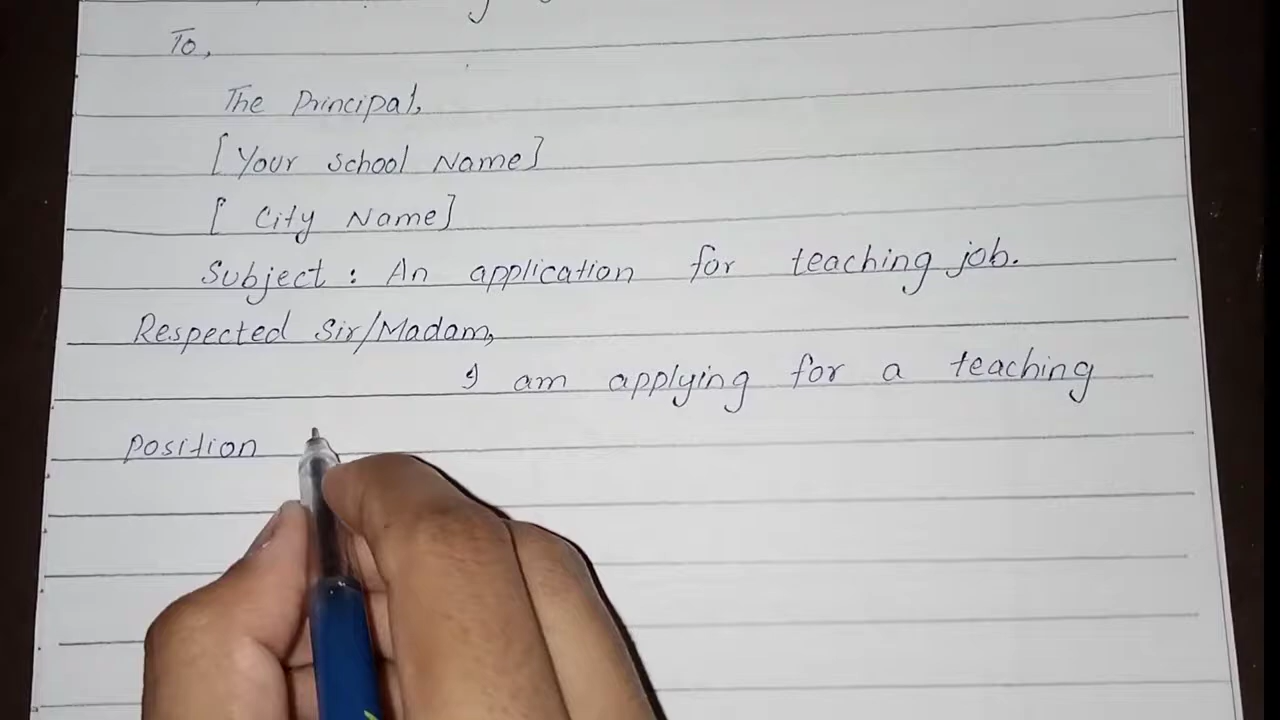 To,
The Principal,
[Your School Name]
[City Name]
Subject: An application for teaching job.
Respected Sir/Madam,
I am applying for a teaching
position